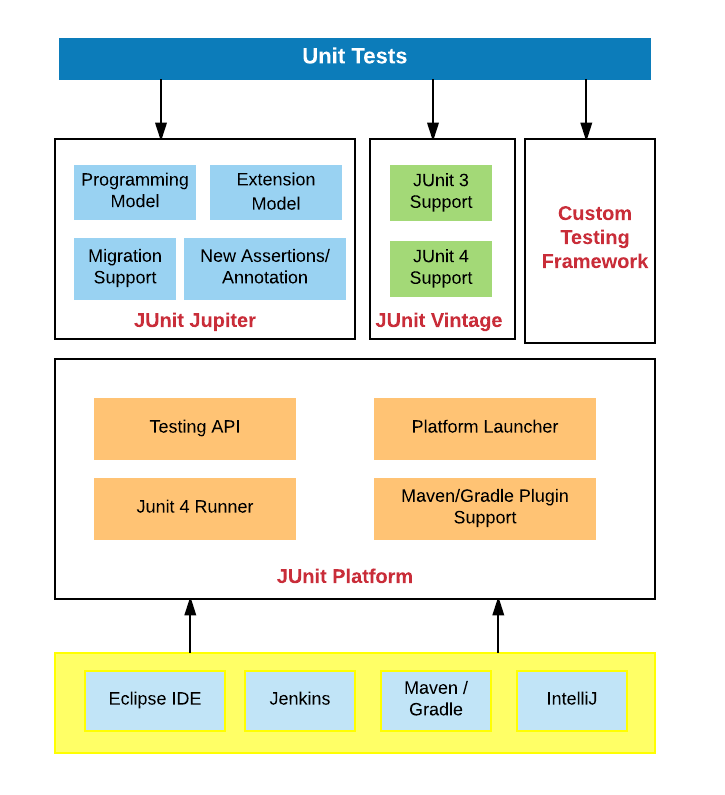 Unit Tests
Programming
Model
Extension
Model
Migration
Support
New Assertions/
Annotation
JUnit Jupiter
JUnit 3
Support
JUnit 4
Support
JUnit Vintage
Custom
Testing
Framework
Testing API
Platform Launcher
Junit 4 Runner
Maven/Gradle Plugin
Support
JUnit Platform
Eclipse IDE
Jenkins
Maven /
Gradle
IntelliJ